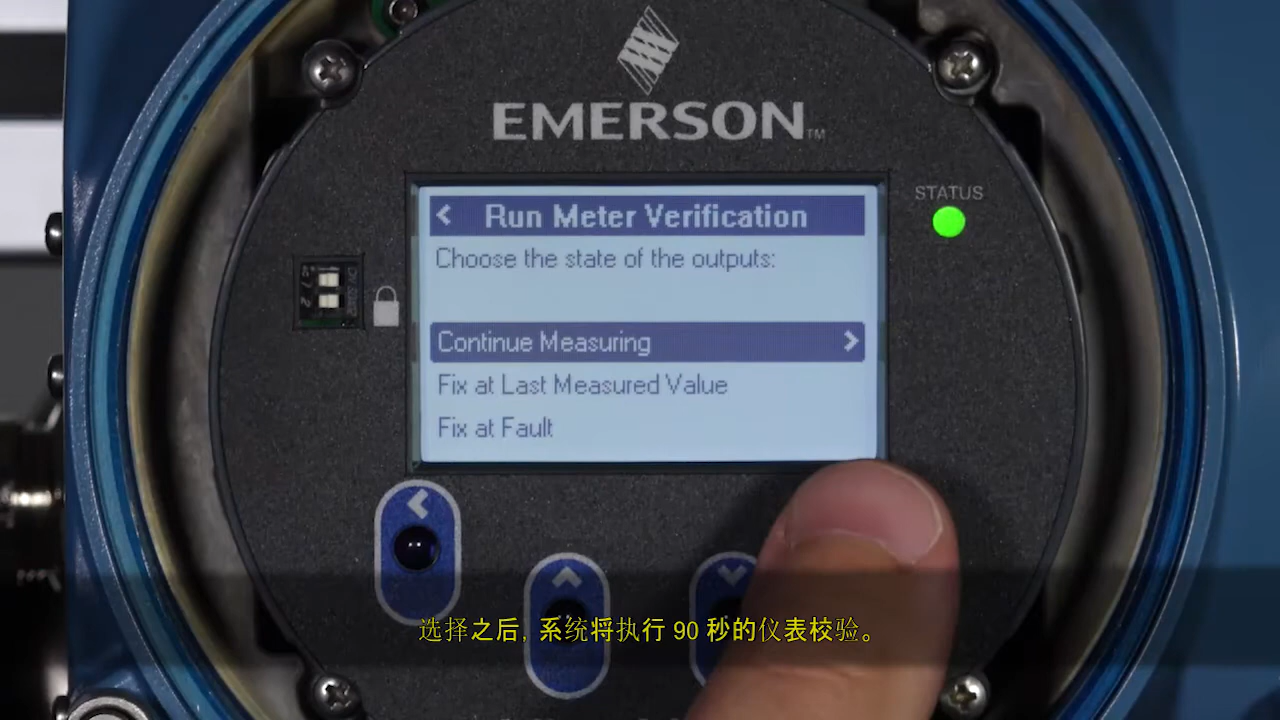 EMERSON™
STATUS
< Run Meter Verification
Choose the state of the outputs:
Continue Measuring >
Fix at Last Measured Value
Fix at Fault
选择之后, 系统将执行 90 秒的仪表校验。